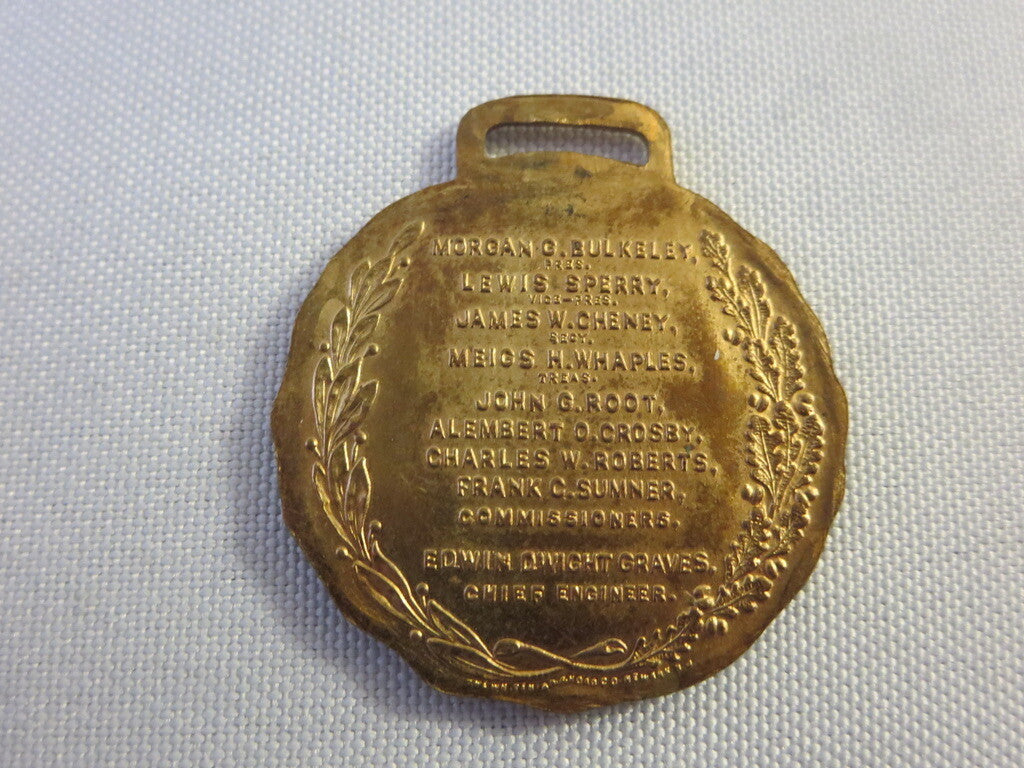 MORGAN G. BULKELEY,
PRES.
LEWIS SPERRY,
VICE-PRES.
JAMES W. CHENEY,
SECY.
MEIGS H. WHAPLES,
TREAS.
JOHN G. ROOT,
ALEMBERT O. CROSBY,
CHARLES W. ROBERTS,
FRANK C. SUMNER,
COMMISSIONERS.
EDWIN DWIGHT GRAVES.
CHIEF ENGINEER.